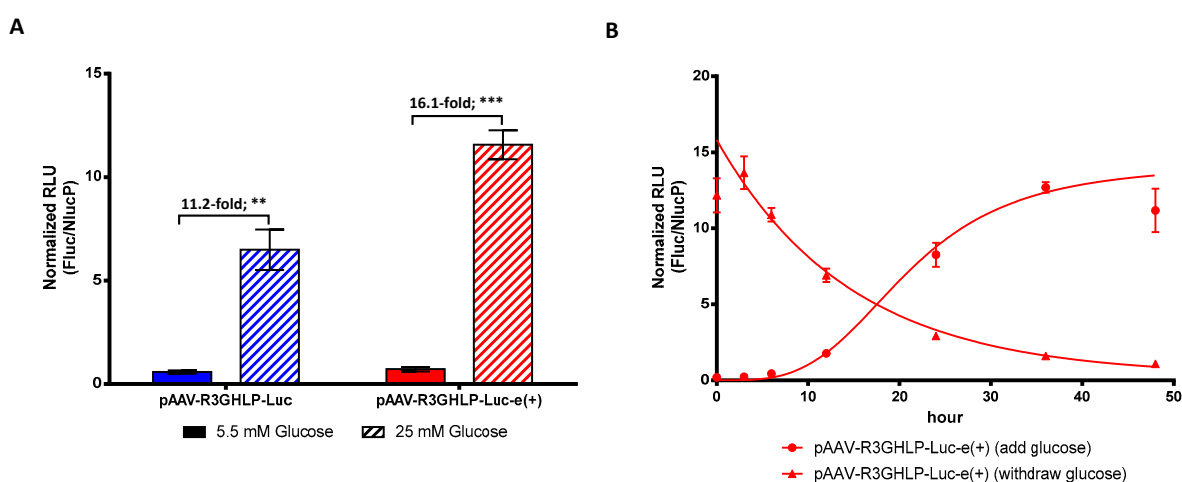 A
B
15
10
5
0
Normalized RLU
(Fluc/NlucP)
11.2-fold; **
16.1-fold; ***
pAAV-R3GHLP-Luc
pAAV-R3GHLP-Luc-e(+)
5.5 mM Glucose
25 mM Glucose
20
15
10
5
0
Normalized RLU
(Fluc/NlucP)
0
10
20
30
40
50
hour
pAAV-R3GHLP-Luc-e(+) (add glucose)
pAAV-R3GHLP-Luc-e(+) (withdraw glucose)